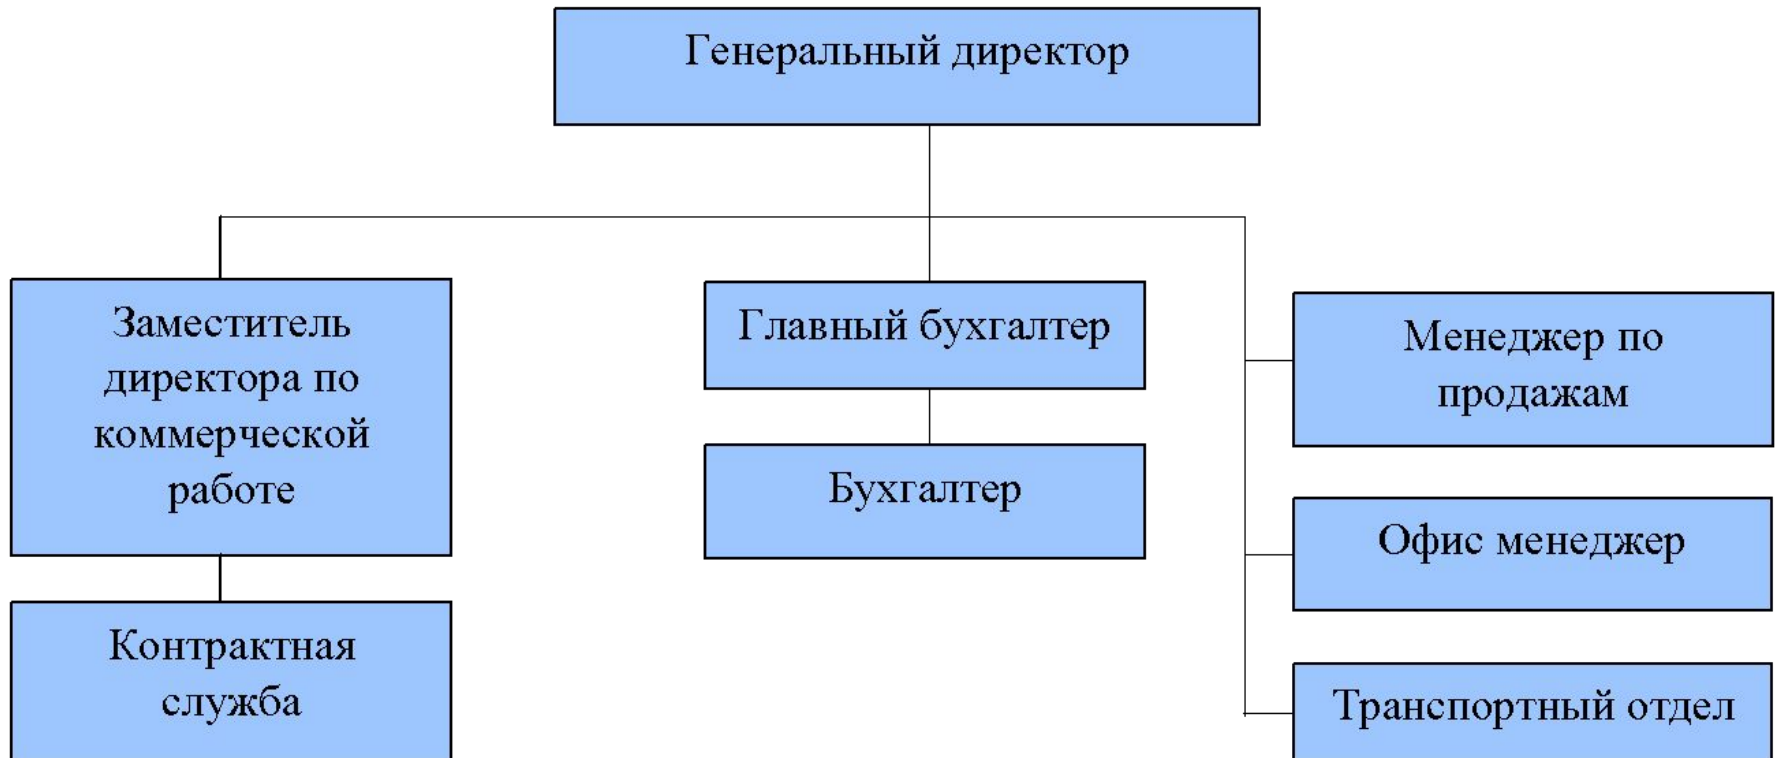 Генеральный директор
Заместитель
директора по
коммерческой
работе
Контрактная
служба
Главный бухгалтер
Бухгалтер
Менеджер по
продажам
Офис менеджер
Транспортный отдел